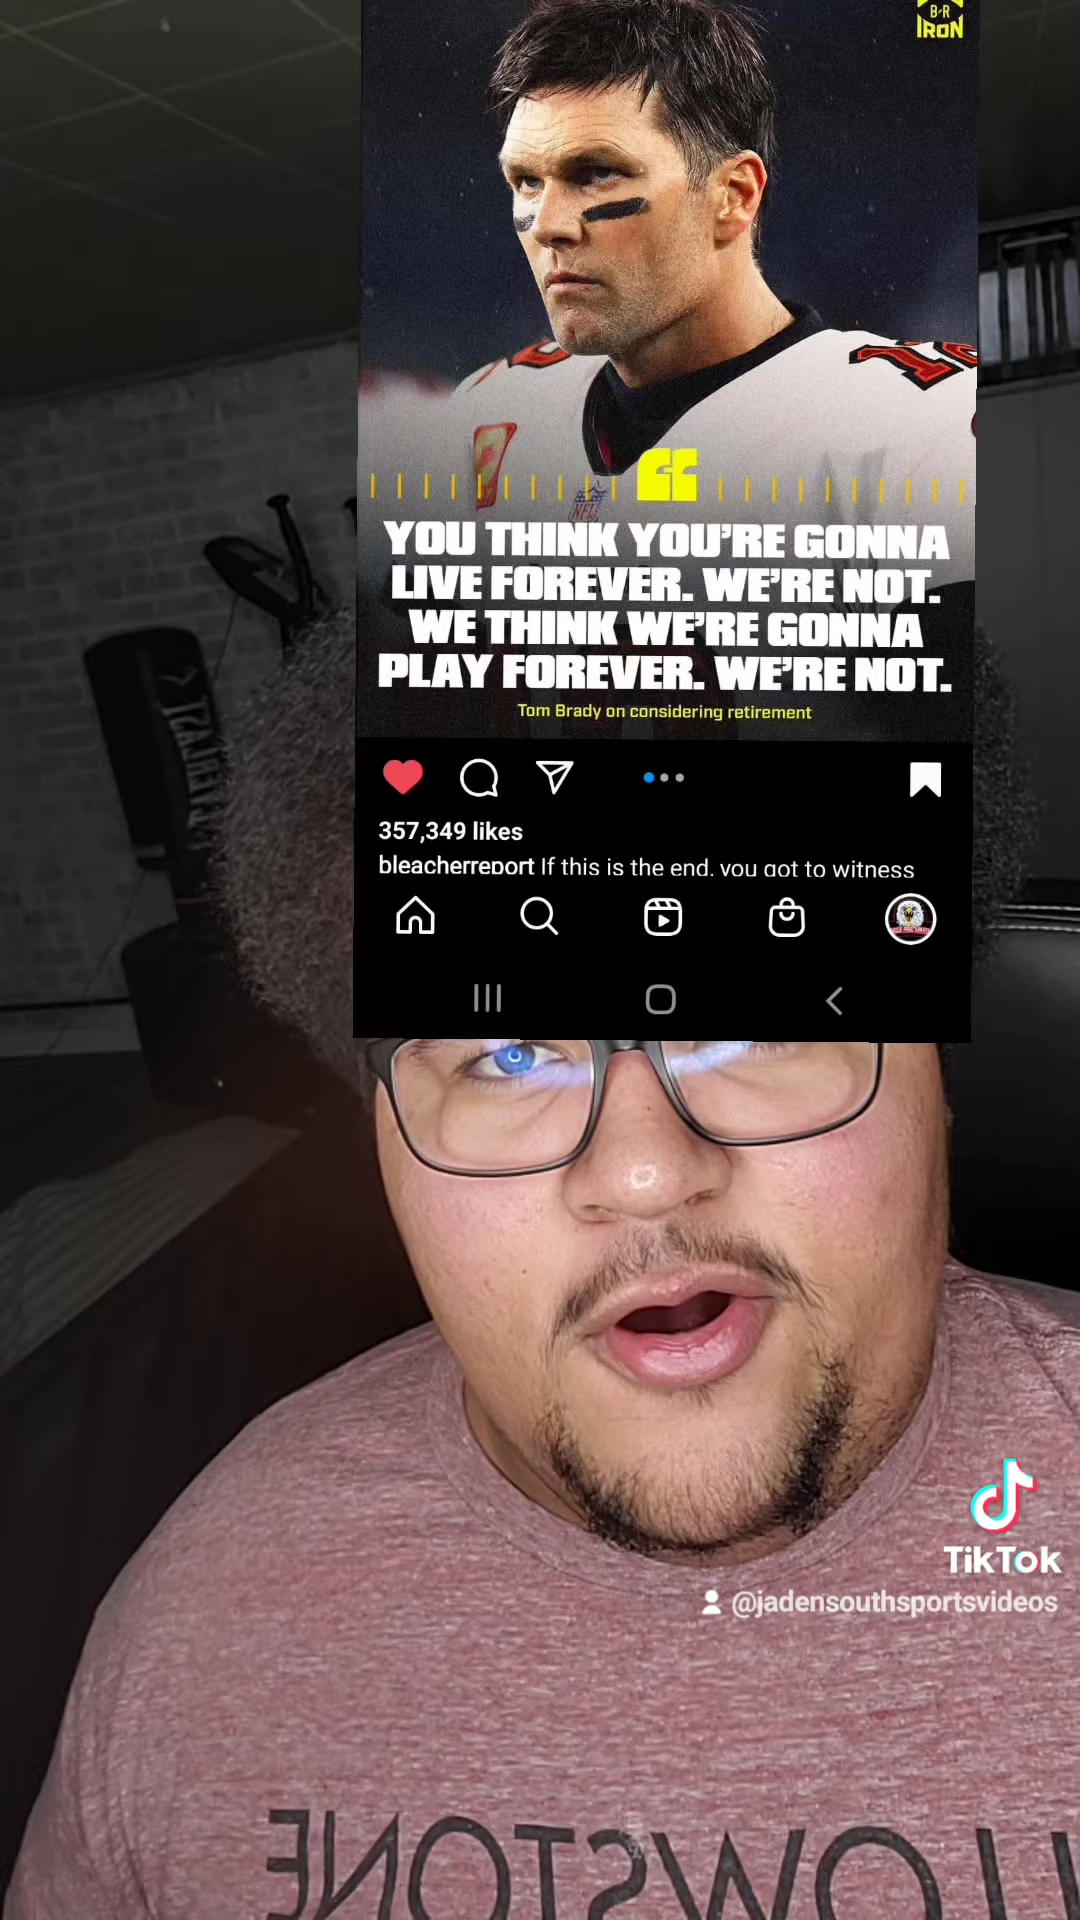 B·R
IRON
YOU THINK YOU'RE GONNA
LIVE FOREVER. WE'RE NOT.
WE THINK WE'RE GONNA
PLAY FOREVER. WE'RE NOT.
Tom Brady on considering retirement
NFL
357,349 likes
bleacherreport If this is the end, you got to witness
TikTok
@jadensouthsportsvideos
LLOWSTONE